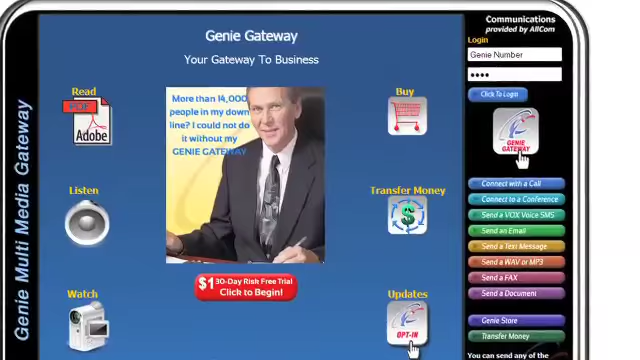 Genie Gateway
Your Gateway To Business
Read
PDF
Adobe
Listen
Watch
More than 14,000
people in my down
line? I could not do
it without my
GENIE GATEWAY
$1 30-Day Risk Free Trial
Click to Begin!
Buy
Transfer Money
Updates
OPT-IN
Genie Multi Media Gateway
Communications
provided by AllCom
Login
Genie Number
Click To Login
GENIE
GATEWAY
Connect with a Call
Connect to a Conference
Send a VOX Voice SMS
Send an Email
Send a Text Message
Send a WAV or MP3
Send a FAX
Send a Document
Genie Store
Transfer Money
You can send any of the